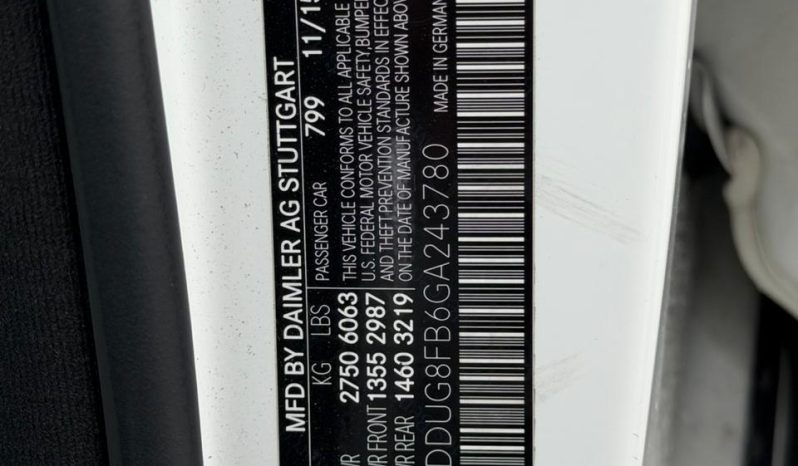 MFD BY DAIMLER AG STUTTGART
KG LBS PASSENGER CAR 799 11/15
2750 6063 THIS VEHICLE CONFORMS TO ALL APPLICABLE
U.S. FEDERAL MOTOR VEHICLE SAFETY, BUMPER
FRONT 1355 2987 AND THEFT PREVENTION STANDARDS IN EFFECT
REAR 1460 3219 ON THE DATE OF MANUFACTURE SHOWN ABOVE
DDUG8FB6GA243780 MADE IN GERMANY